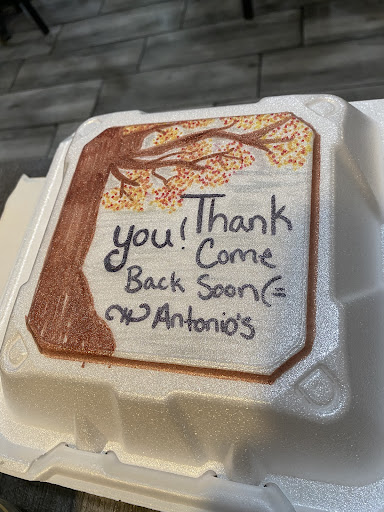 Thank
you!
Come
Back Soon(=
Antonio's